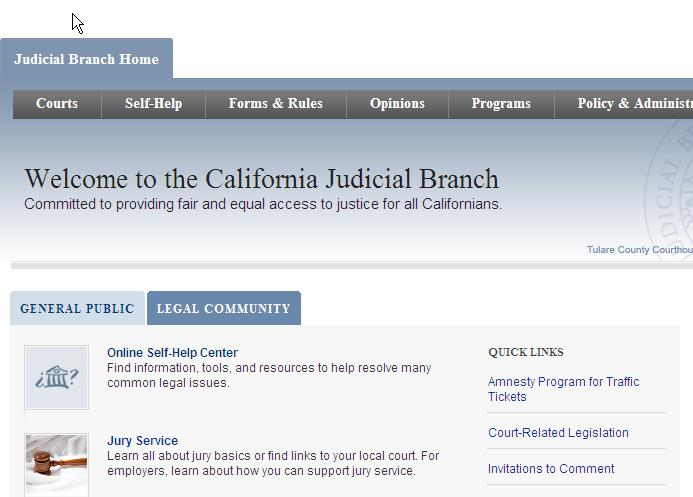 Judicial Branch Home
Courts Self-Help Forms & Rules Opinions Programs Policy & Administr
Welcome to the California Judicial Branch
Committed to providing fair and equal access to justice for all Californians.
JUDICIAL BR
Tulare County Courthou
GENERAL PUBLIC LEGAL COMMUNITY
Online Self-Help Center
Find information, tools, and resources to help resolve many
common legal issues.
¿ ?
Jury Service
Learn all about jury basics or find links to your local court. For
employers, learn about how you can support jury service.
QUICK LINKS
Amnesty Program for Traffic
Tickets
Court-Related Legislation
Invitations to Comment